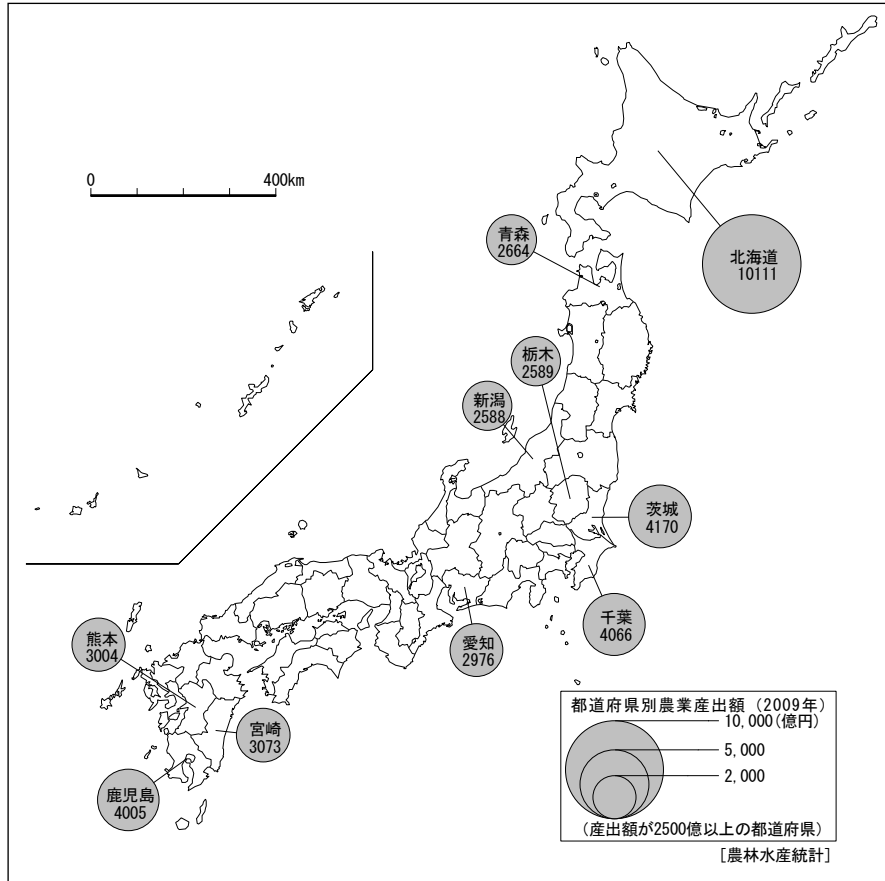 0 400km
青森
2664
北海道
10111
栃木
2589
新潟
2588
茨城
4170
千葉
4066
愛知
2976
熊本
3004
宮崎
3073
鹿児島
4005
都道府県別農業産出額 (2009年)
10,000(億円)
5,000
2,000
(産出額が2500億以上の都道府県)
[農林水産統計]